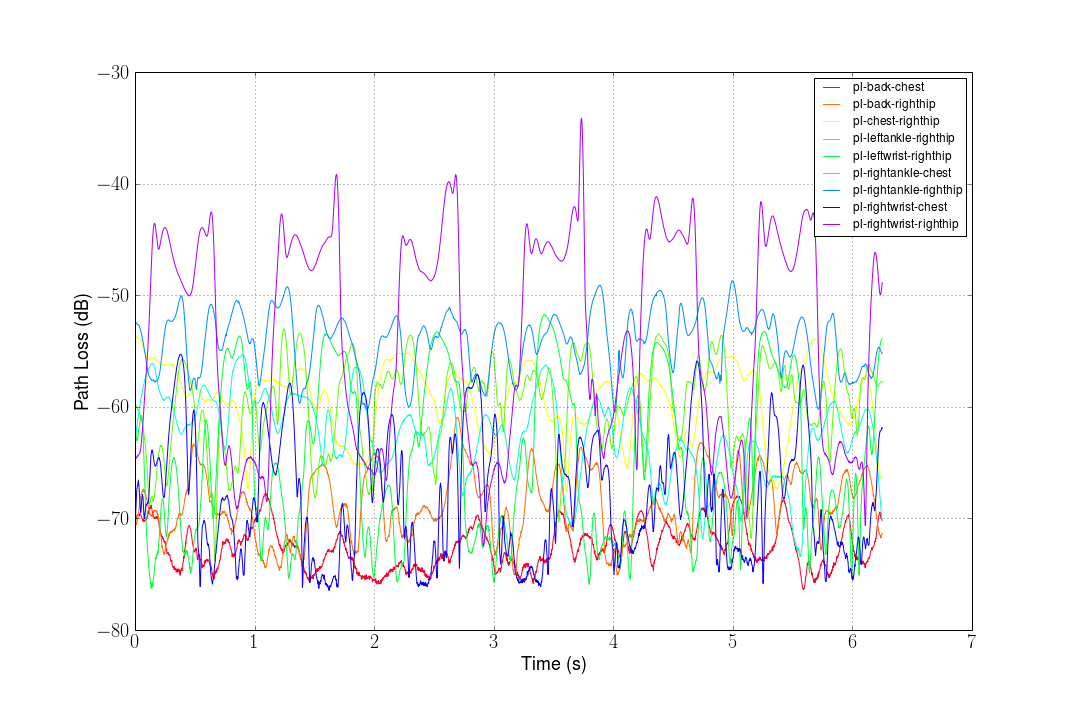 −30
−40
−50
−60
−70
−80
Path Loss (dB)
0 1 2 3 4 5 6 7
Time (s)
pl-back-chest
pl-back-righthip
pl-chest-righthip
pl-leftankle-righthip
pl-leftwrist-righthip
pl-rightankle-chest
pl-rightankle-righthip
pl-rightwrist-chest
pl-rightwrist-righthip